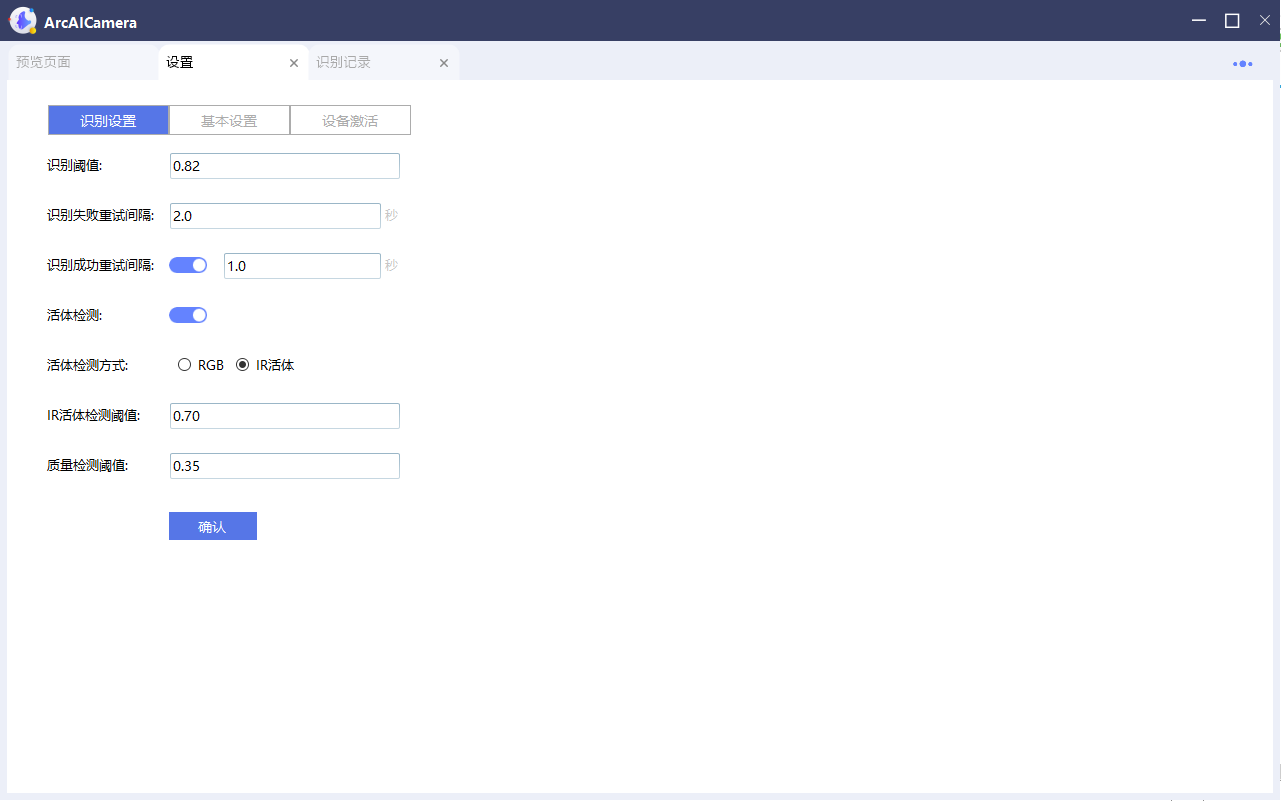 ArcAICamera
预览页面 设置 识别记录
识别设置 基本设置 设备激活
识别阈值: 0.82
识别失败重试间隔: 2.0 秒
识别成功重试间隔: 1.0 秒
活体检测:
活体检测方式: RGB IR活体
IR活体检测阈值: 0.70
质量检测阈值: 0.35
确认